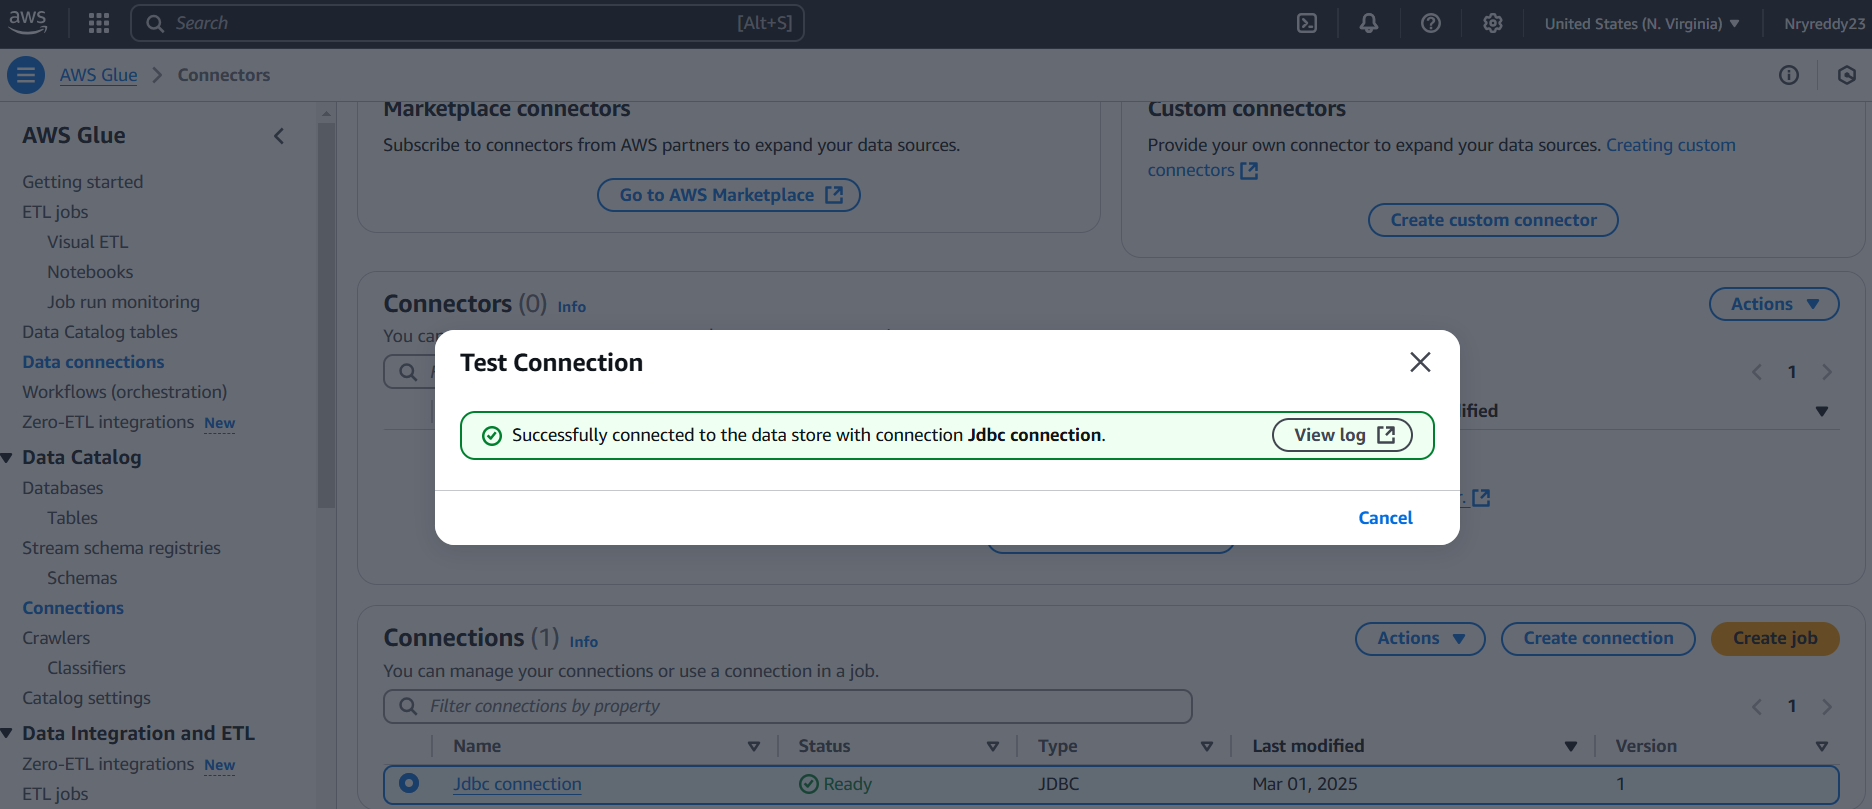 aws
Search
[Alt+S]
United States (N. Virginia)
Nryreddy23
AWS Glue
Connectors
AWS Glue
Getting started
ETL jobs
Visual ETL
Notebooks
Job run monitoring
Data Catalog tables
Data connections
Workflows (orchestration)
Zero-ETL integrations New
Data Catalog
Databases
Tables
Stream schema registries
Schemas
Connections
Crawlers
Classifiers
Catalog settings
Data Integration and ETL
Zero-ETL integrations New
ETL jobs
Marketplace connectors
Subscribe to connectors from AWS partners to expand your data sources.
Go to AWS Marketplace
Custom connectors
Provide your own connector to expand your data sources. Creating custom
connectors
Create custom connector
Connectors (0) Info
Actions
You
1
Test Connection
Successfully connected to the data store with connection Jdbc connection.
View log
Cancel
Connections (1) Info
Actions
Create connection
Create job
You can manage your connections or use a connection in a job.
Filter connections by property
1
Name Status Type Last modified Version
Jdbc connection Ready JDBC Mar 01, 2025 1